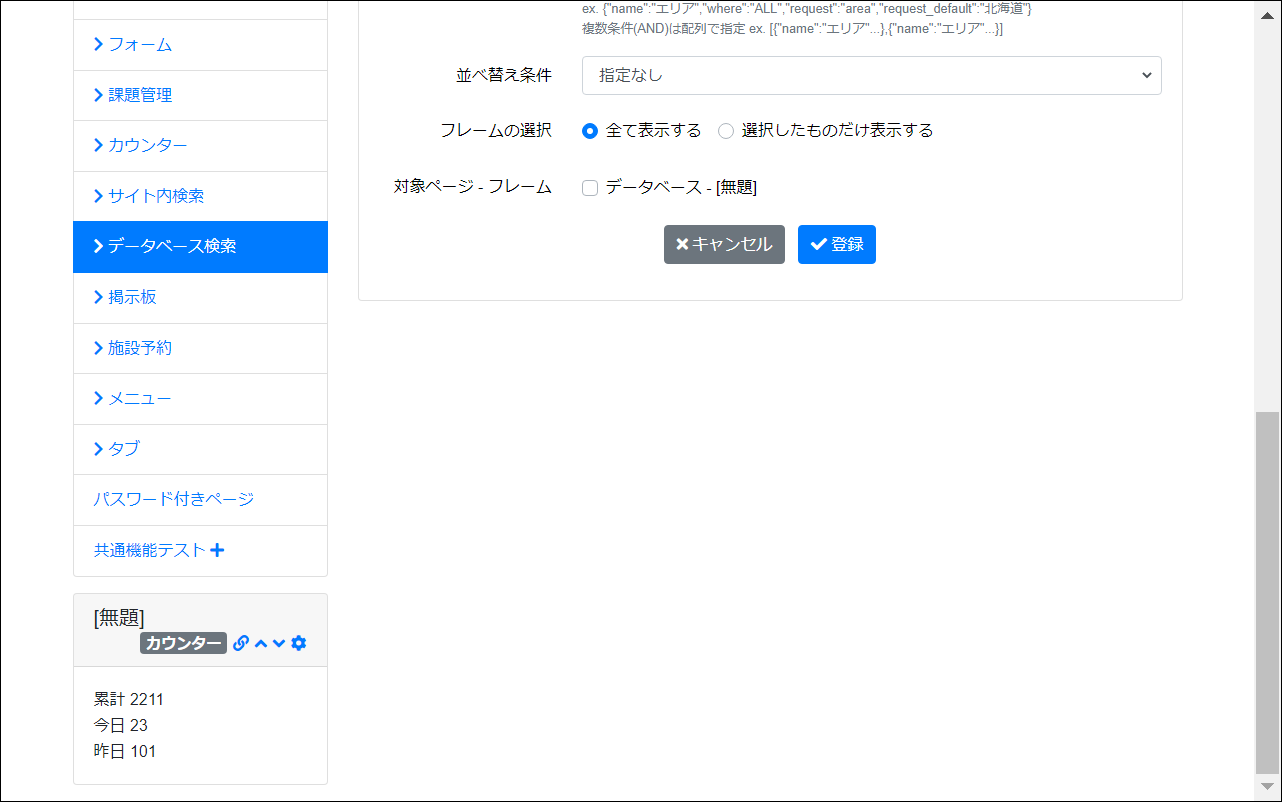 フォーム
課題管理
カウンター
サイト内検索
データベース検索
掲示板
施設予約
メニュー
タブ
パスワード付きページ
共通機能テスト
[無題]
カウンター
累計 2211
今日 23
昨日 101
ex. {"name":"エリア","where":"ALL","request":"area","request_default":"北海道"}
複数条件(AND)は配列で指定 ex. [{"name":"エリア"...},{"name":"エリア"...}]
並べ替え条件 指定なし
フレームの選択 全て表示する 選択したものだけ表示する
対象ページ - フレーム データベース - [無題]
キャンセル 登録